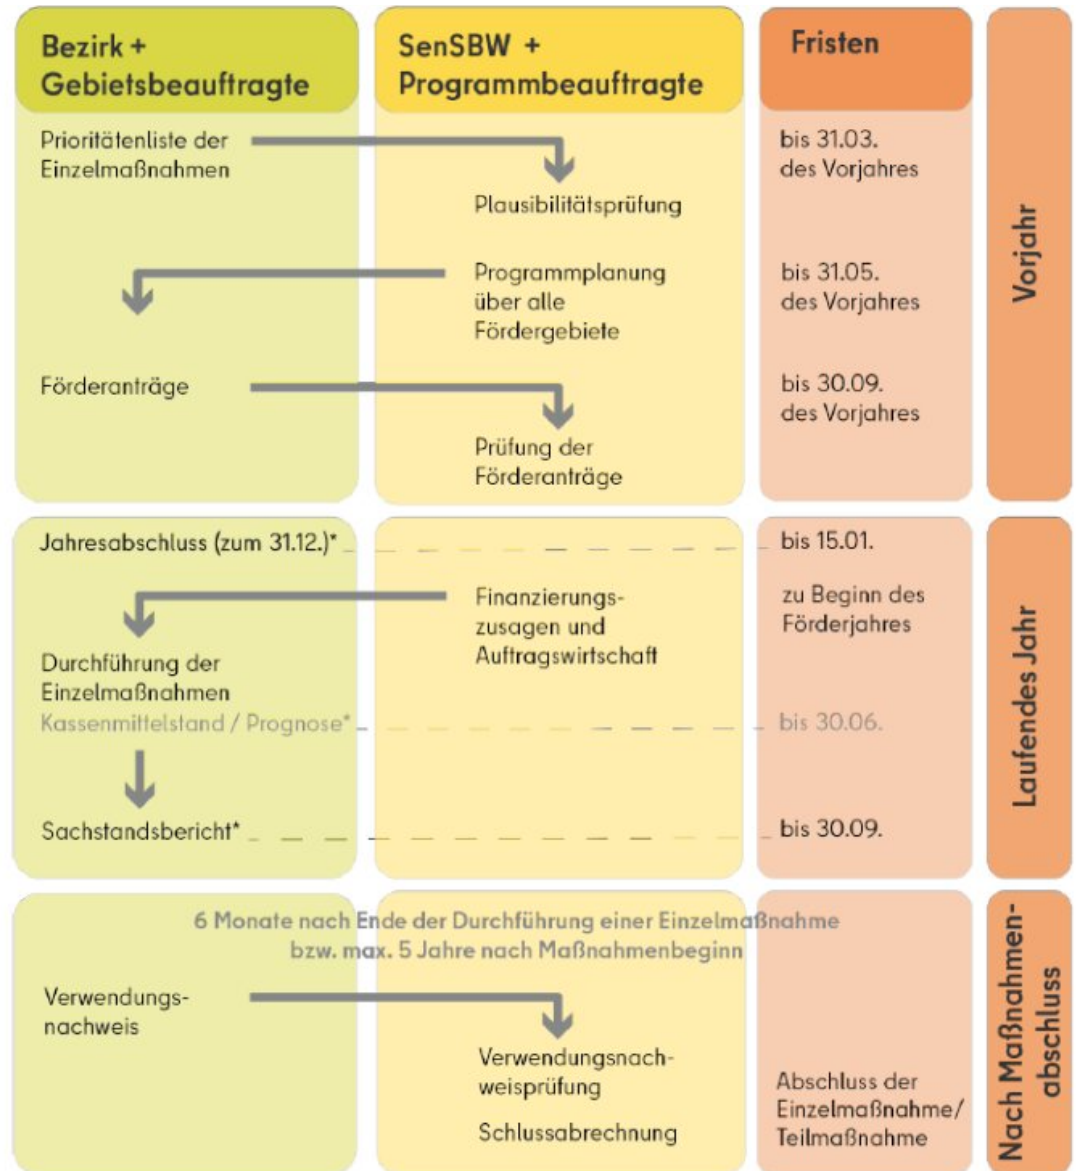 Bezirk +
Gebietsbeauftragte
SenSBW +
Programmbeauftragte
Fristen
Prioritätenliste der
Einzelmaßnahmen
bis 31.03.
des Vorjahres
Plausibilitätsprüfung
Programmplanung
über alle
Fördergebiete
bis 31.05.
des Vorjahres
Förderanträge
bis 30.09.
des Vorjahres
Prüfung der
Förderanträge
Vorjahr
Jahresabschluss (zum 31.12.)*
bis 15.01.
Finanzierungs-
zusagen und
Auftragswirtschaft
zu Beginn des
Förderjahres
Durchführung der
Einzelmaßnahmen
Kassenmittelstand / Prognose*
bis 30.06.
Sachstandsbericht*
bis 30.09.
Laufendes Jahr
6 Monate nach Ende der Durchführung einer Einzelmaßnahme
bzw. max. 5 Jahre nach Maßnahmenbeginn
Verwendungs-
nachweis
Verwendungsnach-
weisprüfung
Schlussabrechnung
Abschluss der
Einzelmaßnahme/
Teilmaßnahme
Nach Maßnahmen-
abschluss